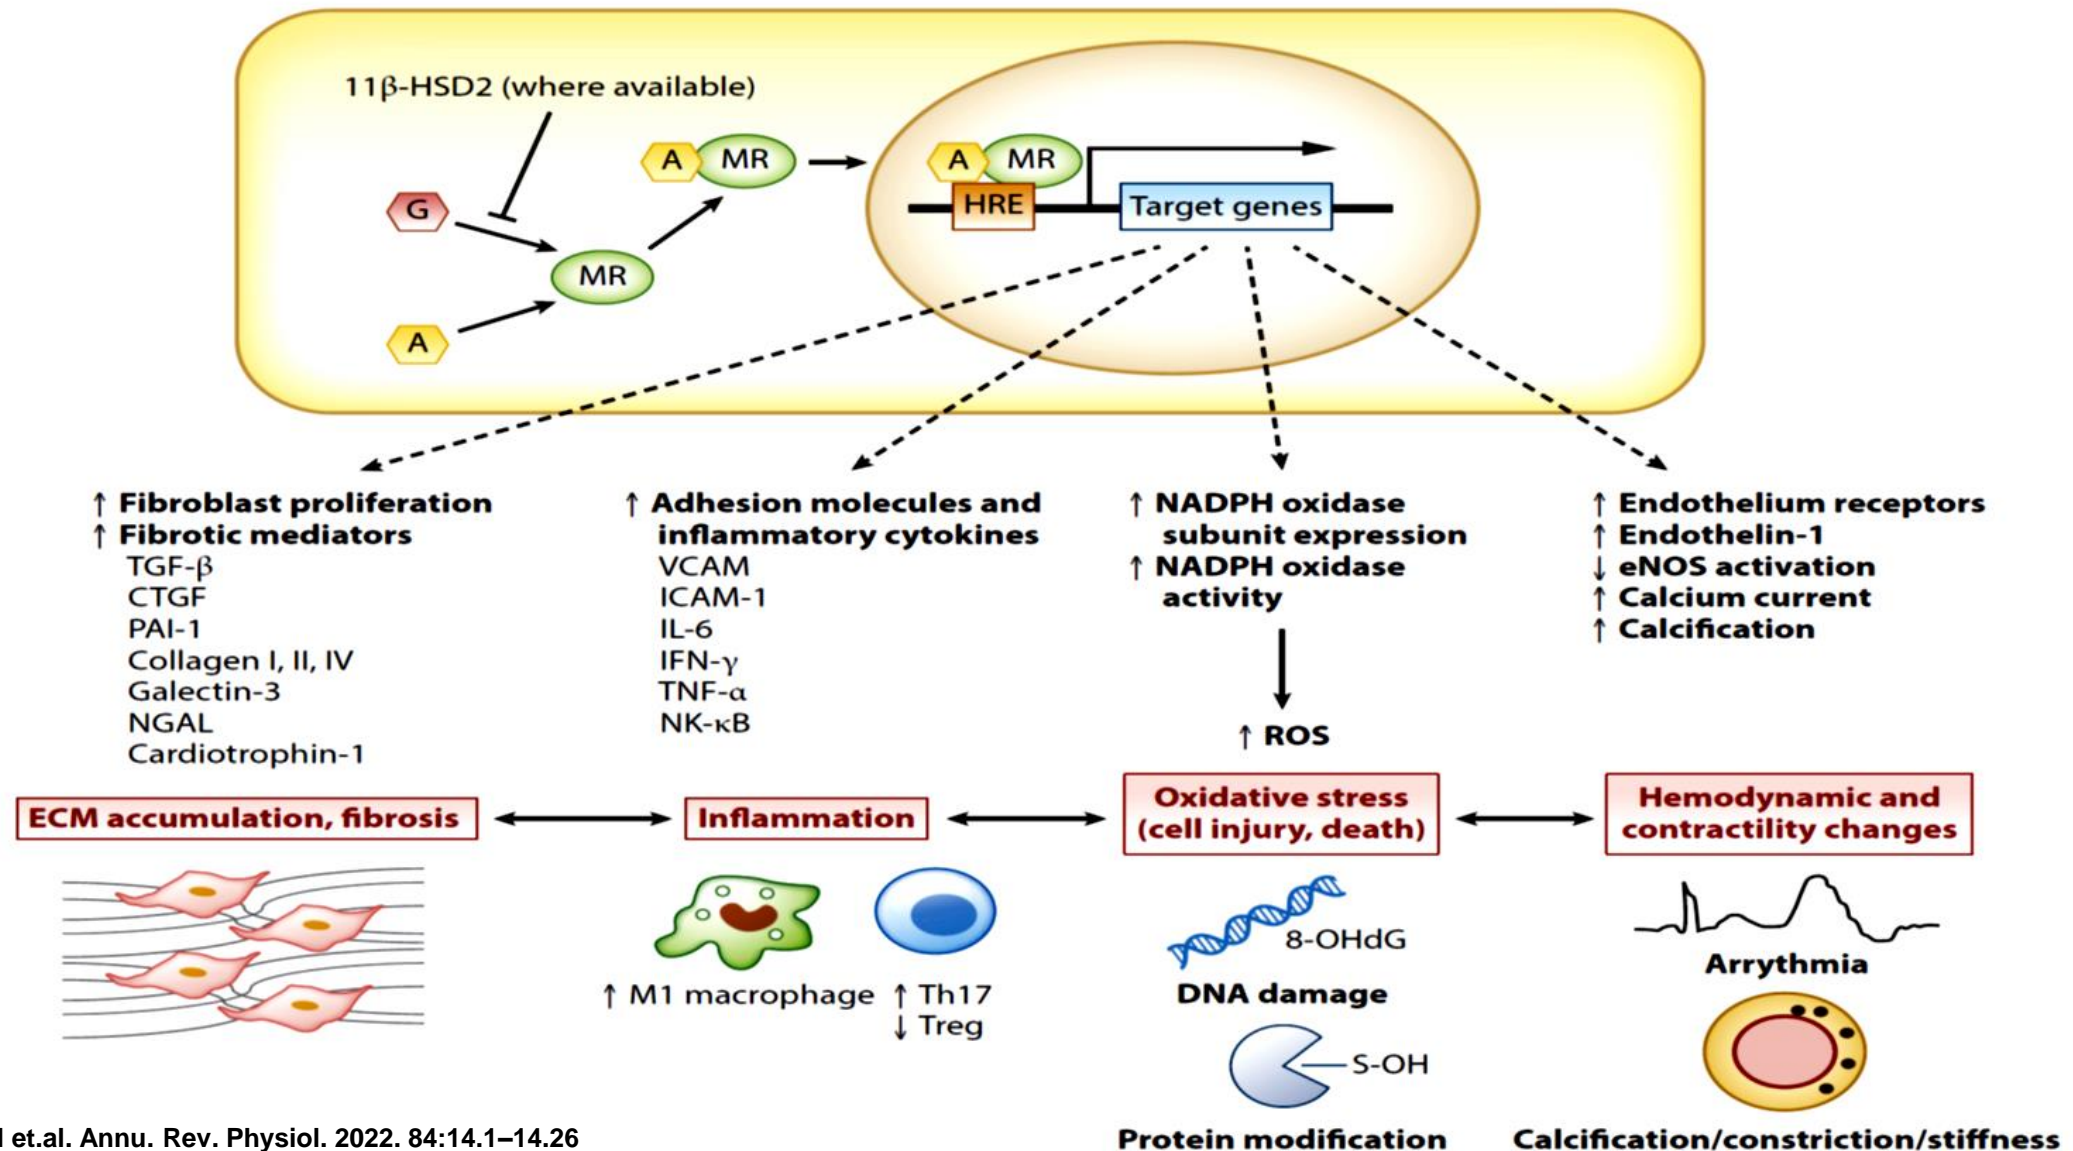 11β-HSD2 (where available)
A
MR
A
MR
G
HRE
Target genes
MR
A
↑ Fibroblast proliferation
↑ Fibrotic mediators
TGF-β
CTGF
PAI-1
Collagen I, II, IV
Galectin-3
NGAL
Cardiotrophin-1
↑ Adhesion molecules and
inflammatory cytokines
VCAM
ICAM-1
IL-6
IFN-γ
TNF-α
NK-κB
↑ NADPH oxidase
subunit expression
↑ NADPH oxidase
activity
↑ ROS
↑ Endothelium receptors
↑ Endothelin-1
↓ eNOS activation
↑ Calcium current
↑ Calcification
ECM accumulation, fibrosis
Inflammation
Oxidative stress
(cell injury, death)
Hemodynamic and
contractility changes
↑ M1 macrophage
↑ Th17
↓ Treg
8-OHdG
DNA damage
S-OH
Protein modification
Arrythmia
Calcification/constriction/stiffness
et.al. Annu. Rev. Physiol. 2022. 84:14.1–14.26